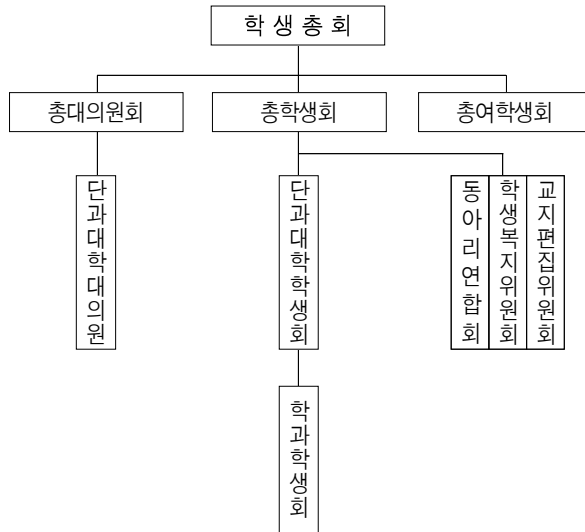 학 생 총 회
총대의원회
총학생회
총여학생회
단과대학대의원
단과대학학생회
동아리연합회
학생복지위원회
교지편집위원회
학과학생회